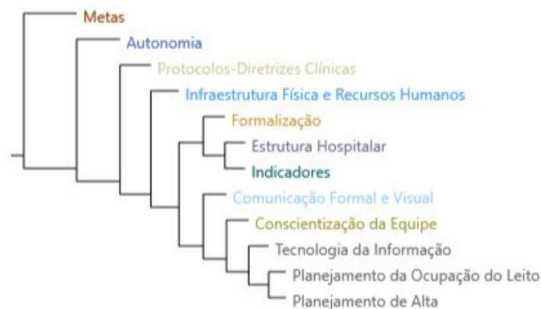 Metas
Autonomia
Protocolos-Diretrizes Clínicas
Infraestrutura Física e Recursos Humanos
Formalização
Estrutura Hospitalar
Indicadores
Comunicação Formal e Visual
Conscientização da Equipe
Tecnologia da Informação
Planejamento da Ocupação do Leito
Planejamento de Alta